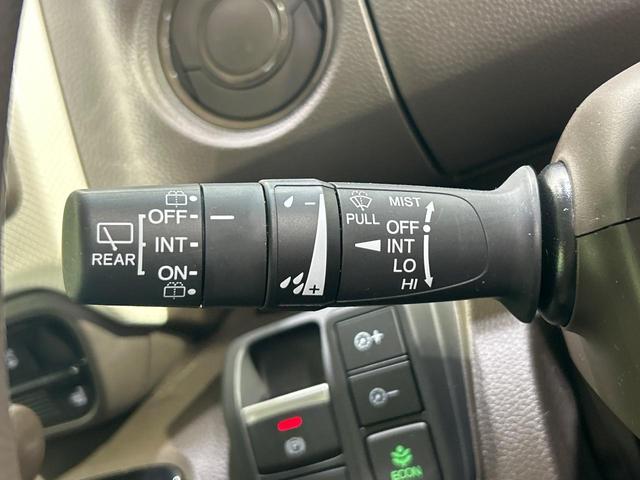 OFF
INT
ON
REAR
-
+
PULL
MIST
OFF
INT
LO
HI
ECON